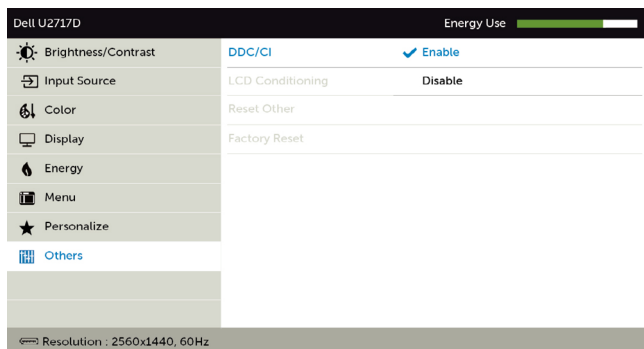 Dell U2717D Energy Use
Brightness/Contrast DDC/CI Enable
Input Source LCD Conditioning Disable
Color Reset Other
Display Factory Reset
Energy
Menu
Personalize
Others
Resolution : 2560x1440, 60Hz